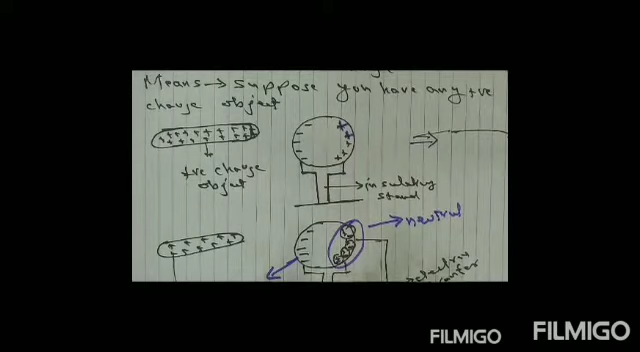 Means → Suppose you have any +ve
charge object
+ve charge
object
insulating
stand
neutral
FILMIGO
FILMIGO